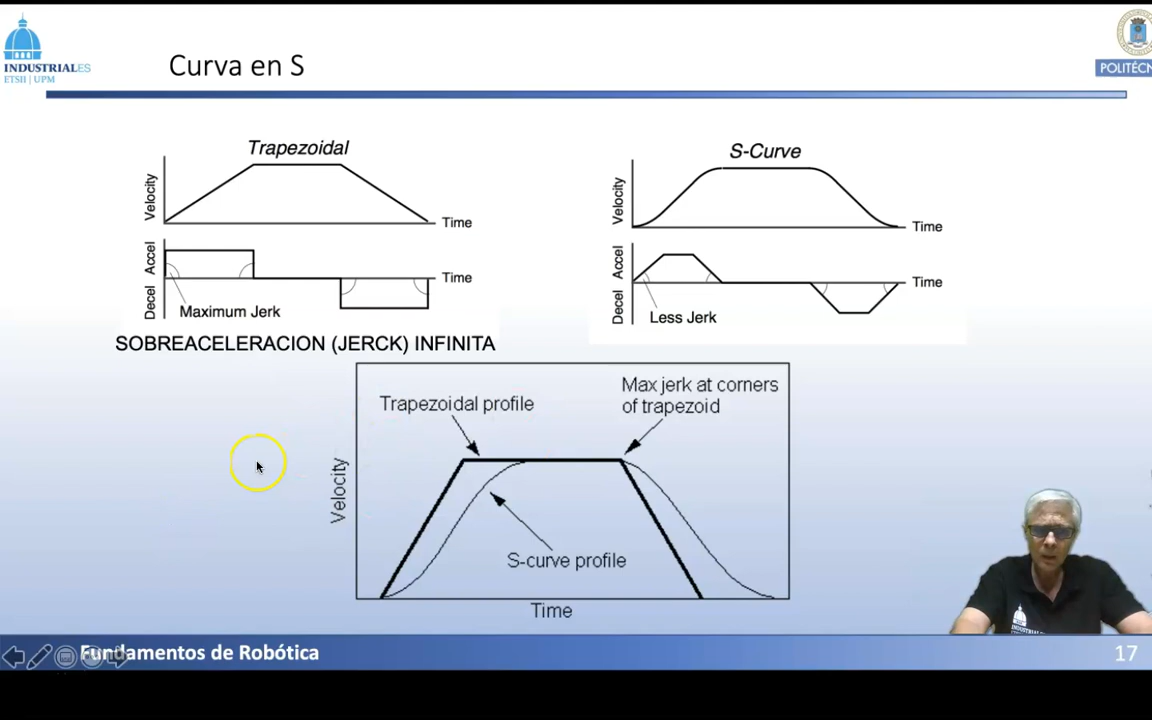 INDUSTRIALES
ETSII | UPM
Curva en S
POLITÉCN
Trapezoidal
Velocity
Time
Accel
Decel
Time
Maximum Jerk
SOBREACELERACION (JERCK) INFINITA
S-Curve
Velocity
Time
Accel
Decel
Time
Less Jerk
Trapezoidal profile
Max jerk at corners
of trapezoid
Velocity
S-curve profile
Time
Fundamentos de Robótica
17